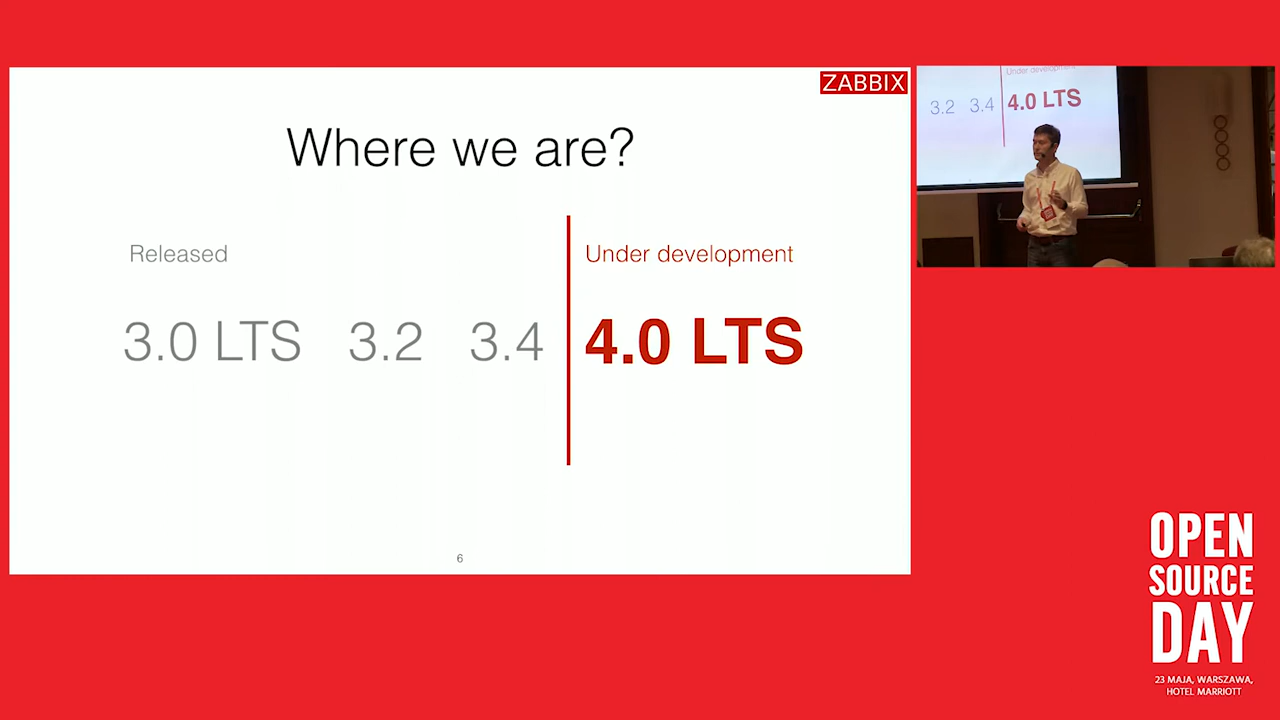 ZABBIX
Where we are?
Released
Under development
3.0 LTS 3.2 3.4
4.0 LTS
6
Under development
3.2 3.4 4.0 LTS
OPEN
SOURCE
DAY
23 MAJA, WARSZAWA,
HOTEL MARRIOTT